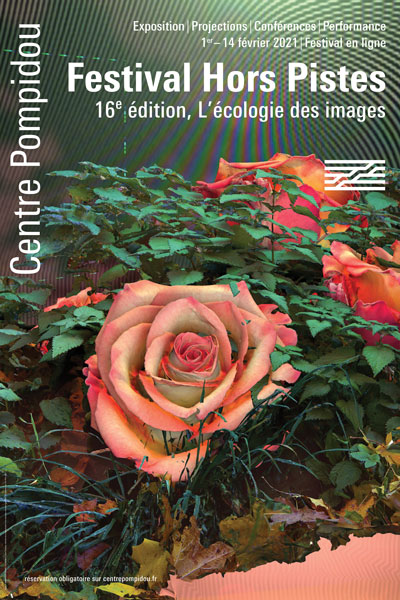 Centre Pompidou
Exposition | Projections | Conférences | Performance
1er – 14 février 2021 | Festival en ligne
Festival Hors Pistes
16e édition, L'écologie des images
réservation obligatoire sur centrepompidou.fr